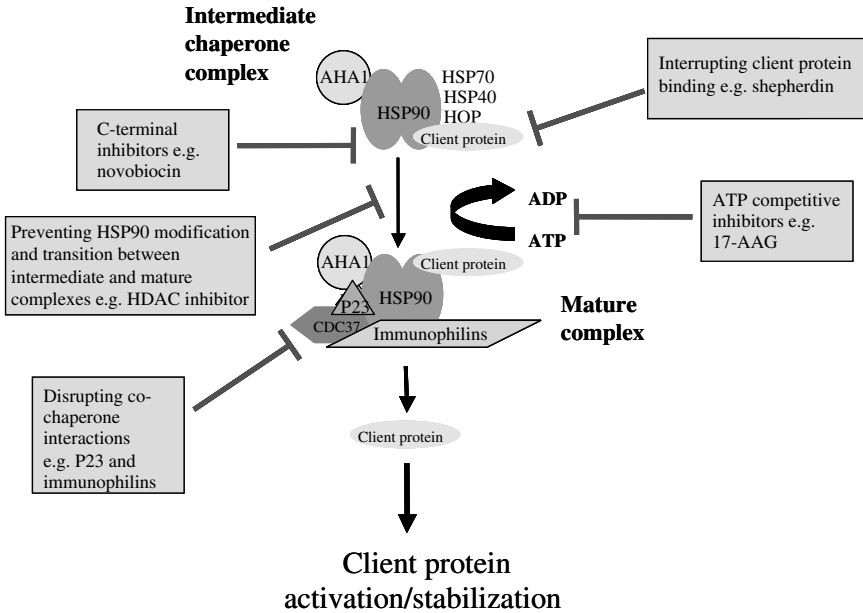 Intermediate
chaperone
complex
AHA1
HSP90
HSP70
HSP40
HOP
Client protein
Interrupting client protein
binding e.g. shepherdin
C-terminal
inhibitors e.g.
novobiocin
ADP
ATP
ATP competitive
inhibitors e.g.
17-AAG
Preventing HSP90 modification
and transition between
intermediate and mature
complexes e.g. HDAC inhibitor
AHA1
Client protein
HSP90
P23
CDC37
Immunophilins
Mature
complex
Disrupting co-
chaperone
interactions
e.g. P23 and
immunophilins
Client protein
Client protein
activation/stabilization